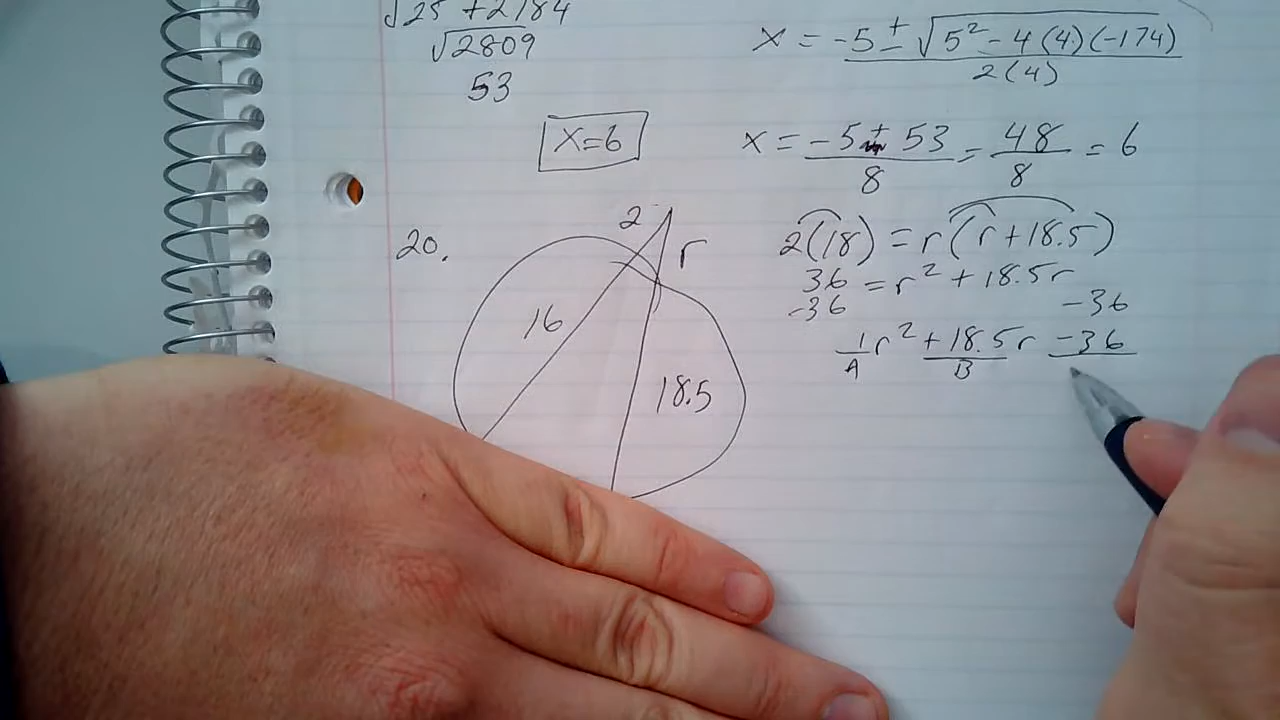 √25 + 2184
√2809
53
x = -5 ± √5² - 4(4)(-174)
2(4)
X=6
x = -5 ± 53 = 48 = 6
8 8
20.
2
r
16
18.5
2(18) = r(r+18.5)
36 = r² + 18.5r
-36 -36
1r² + 18.5r - 36
A B